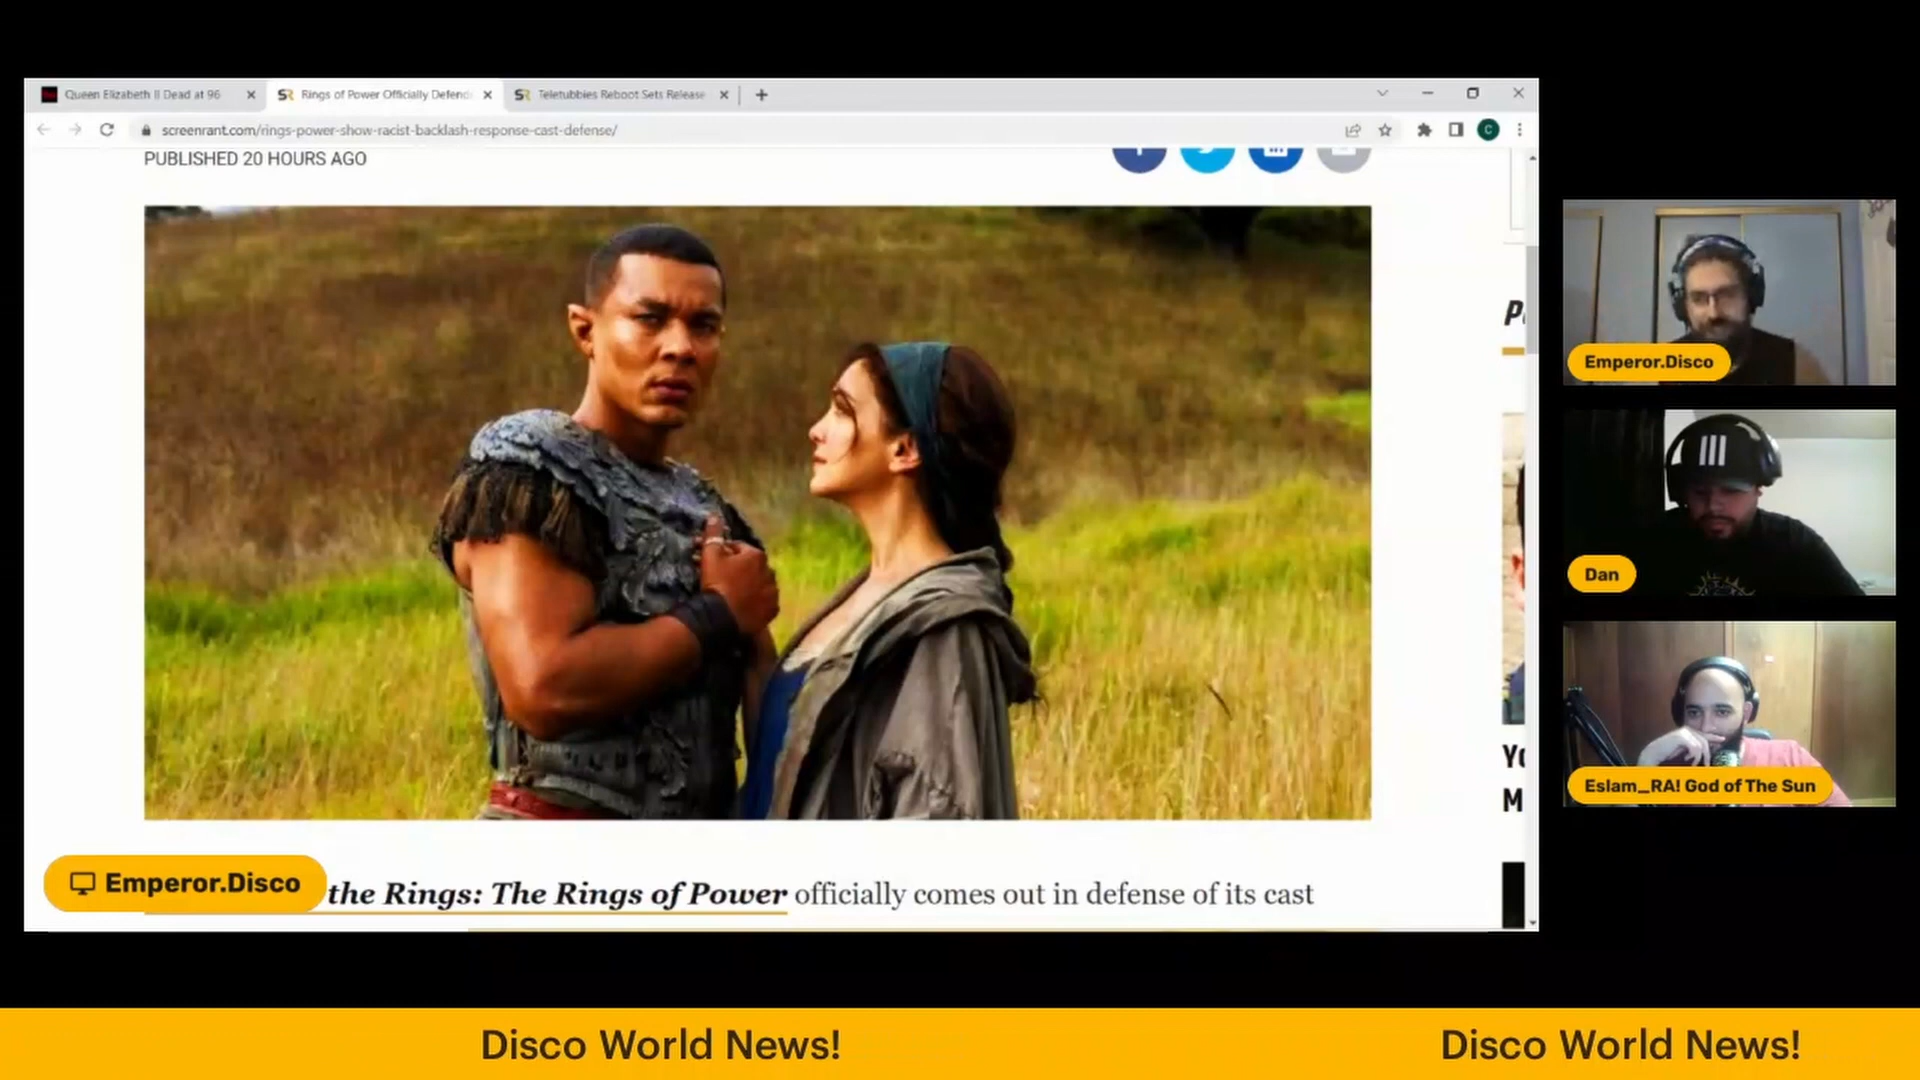 Queen Elizabeth II Dead at 96
SR Rings of Power Officially Defend
SR Teletubbies Reboot Sets Release
screenrant.com/rings-power-show-racist-backlash-response-cast-defense/
C
PUBLISHED 20 HOURS AGO
Emperor.Disco
Dan
Eslam_RA! God of The Sun
Emperor.Disco
the Rings: The Rings of Power officially comes out in defense of its cast
Disco World News!
Disco World News!